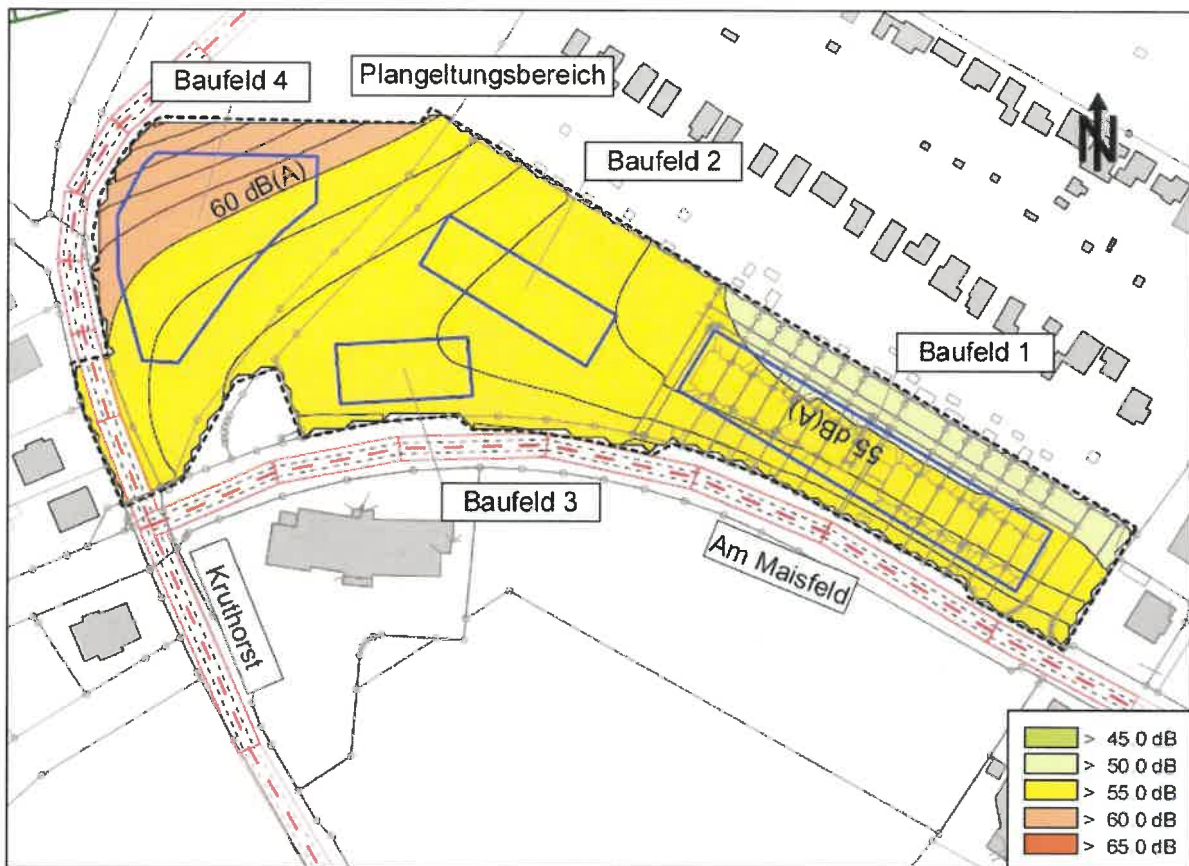 Baufeld 4
Plangeltungsbereich
Baufeld 2
N
60 dB(A)
Baufeld 1
55 dB(A)
Baufeld 3
Am Maisfeld
Kruthorst
> 45 0 dB
> 50 0 dB
> 55 0 dB
> 60 0 dB
> 65 0 dB